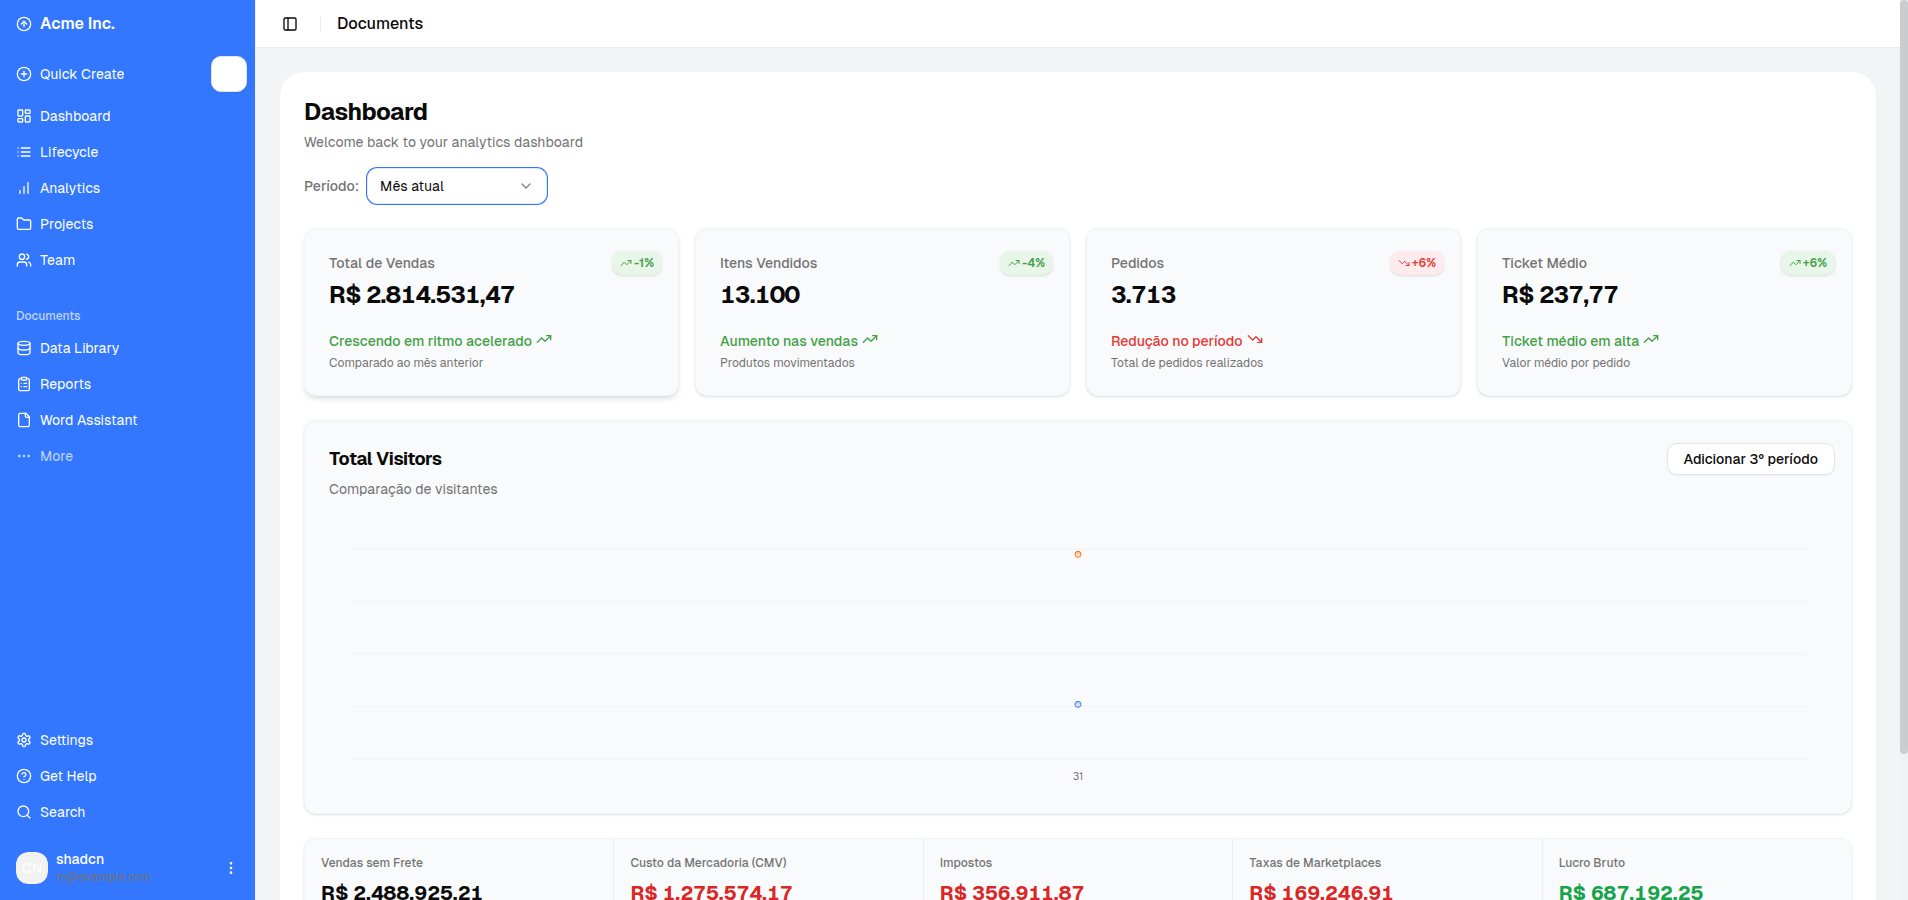 Acme Inc.
Documents
Quick Create
Dashboard
Lifecycle
Analytics
Projects
Team
Documents
Data Library
Reports
Word Assistant
More
Settings
Get Help
Search
CN
shadcn
m@example.com
Dashboard
Welcome back to your analytics dashboard
Período:
Mês atual
Total de Vendas
-1%
R$ 2.814.531,47
Crescendo em ritmo acelerado
Comparado ao mês anterior
Itens Vendidos
-4%
13.100
Aumento nas vendas
Produtos movimentados
Pedidos
+6%
3.713
Redução no período
Total de pedidos realizados
Ticket Médio
+6%
R$ 237,77
Ticket médio em alta
Valor médio por pedido
Total Visitors
Adicionar 3º período
Comparação de visitantes
31
Vendas sem Frete
R$ 2.488.925,21
Custo da Mercadoria (CMV)
R$ 1.275.574,17
Impostos
R$ 356.911,87
Taxas de Marketplaces
R$ 169.246,91
Lucro Bruto
R$ 687.192,25